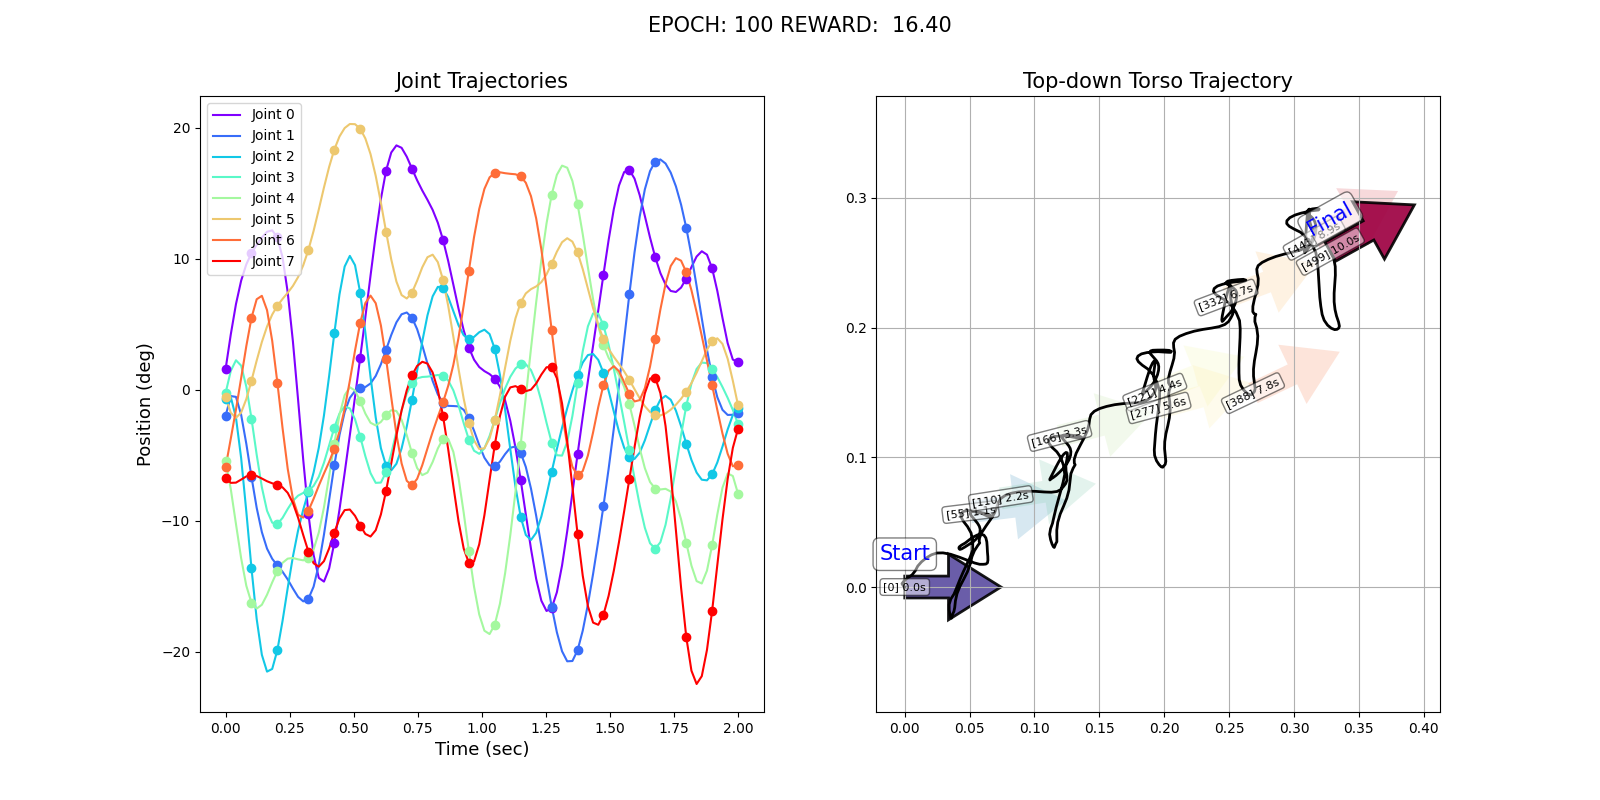 EPOCH: 100 REWARD:  16.40
Joint Trajectories
Position (deg)
20
10
0
−10
−20
Joint 0
Joint 1
Joint 2
Joint 3
Joint 4
Joint 5
Joint 6
Joint 7
0.00 0.25 0.50 0.75 1.00 1.25 1.50 1.75 2.00
Time (sec)
Top-down Torso Trajectory
0.3
0.2
0.1
0.0
Final
[499] 10.0s
[332] 6.7s
[388] 7.8s
[221] 4.4s
[277] 5.6s
[166] 3.3s
[110] 2.2s
[55] 1.1s
Start
[0] 0.0s
0.00 0.05 0.10 0.15 0.20 0.25 0.30 0.35 0.40